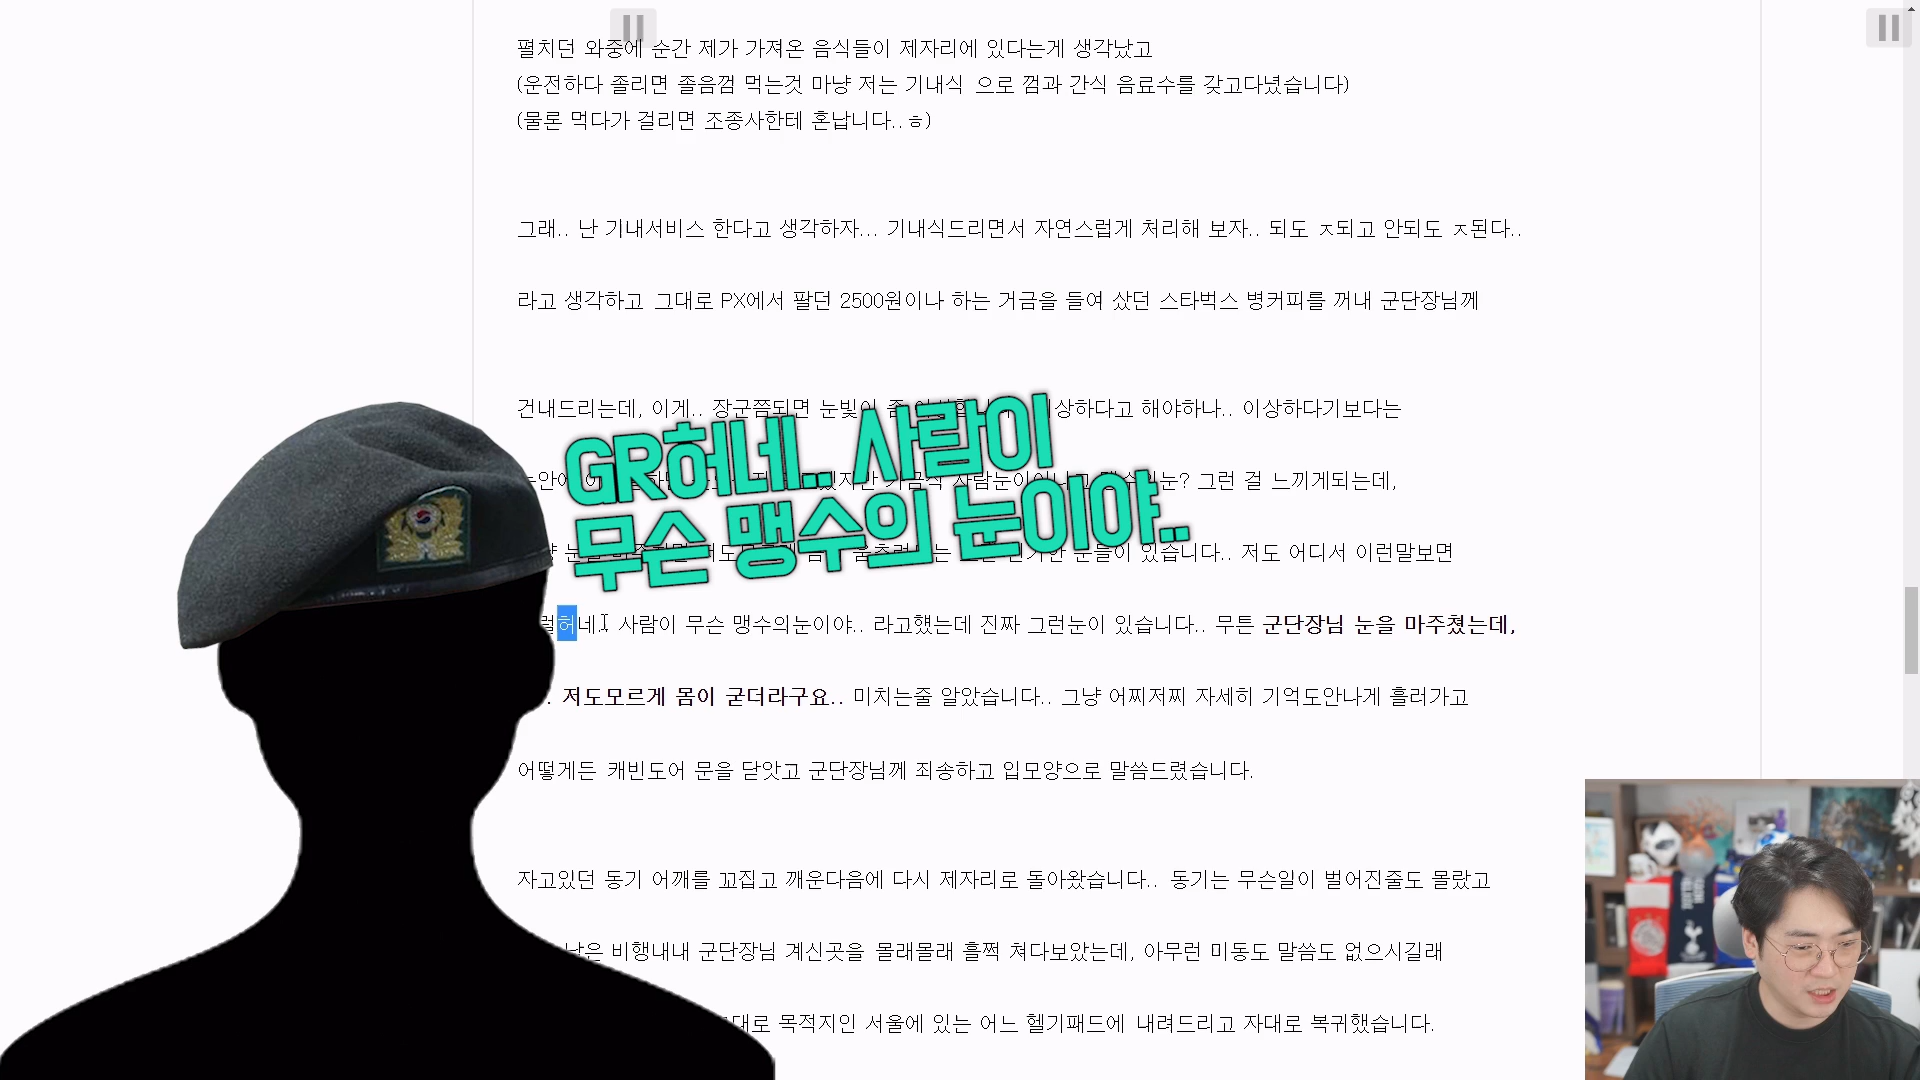 펼치던 와중에 순간 제가 가져온 음식들이 제자리에 있다는게 생각났고
(운전하다 졸리면 졸음껌 먹는것 마냥 저는 기내식 으로 껌과 간식 음료수를 갖고다녔습니다)
(물론 먹다가 걸리면 조종사한테 혼납니다..ㅎ)
그래.. 난 기내서비스 한다고 생각하자... 기내식드리면서 자연스럽게 처리해 보자.. 되도 ㅈ되고 안되도 ㅈ된다..
라고 생각하고 그대로 PX에서 팔던 2500원이나 하는 거금을 들여 샀던 스타벅스 병커피를 꺼내 군단장님께
건내드리는데, 이게.. 장군쯤되면 눈빛이 좀 이상하다고 해야하나.. 이상하다기보다는
GR허네.. 사람이
무슨 맹수의 눈이야..
그런 걸 느끼게되는데,
눈들이 있습니다.. 저도 어디서 이런말보면
럴허네.. 사람이 무슨 맹수의눈이야.. 라고했는데 진짜 그런눈이 있습니다.. 무튼 군단장님 눈을 마주쳤는데,
. 저도모르게 몸이 굳더라구요.. 미치는줄 알았습니다.. 그냥 어찌저찌 자세히 기억도안나게 흘러가고
어떻게든 캐빈도어 문을 닫앗고 군단장님께 죄송하고 입모양으로 말씀드렸습니다.
자고있던 동기 어깨를 꼬집고 깨운다음에 다시 제자리로 돌아왔습니다.. 동기는 무슨일이 벌어진줄도 몰랐고
날은 비행내내 군단장님 계신곳을 몰래몰래 흘쩍 쳐다보았는데, 아무런 미동도 말씀도 없으시길래
대로 목적지인 서울에 있는 어느 헬기패드에 내려드리고 자대로 복귀했습니다.